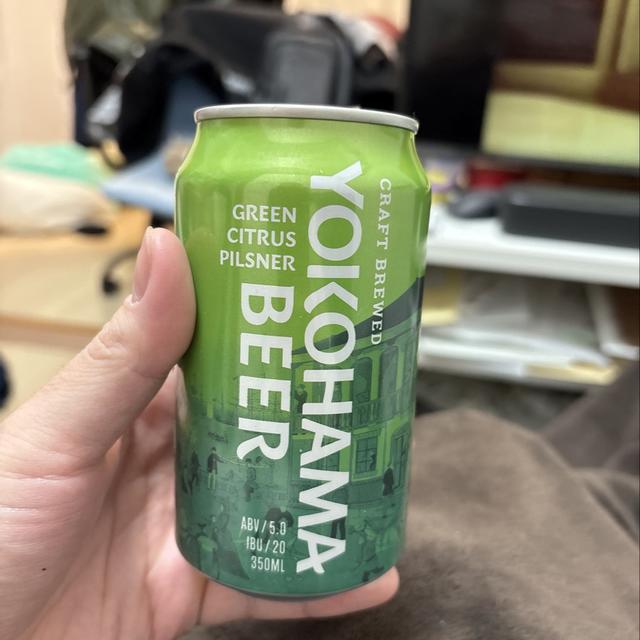 GREEN
CITRUS
PILSNER
CRAFT BREWED
YOKOHAMA
BEER
ABV / 5.0
IBU / 20
350ML